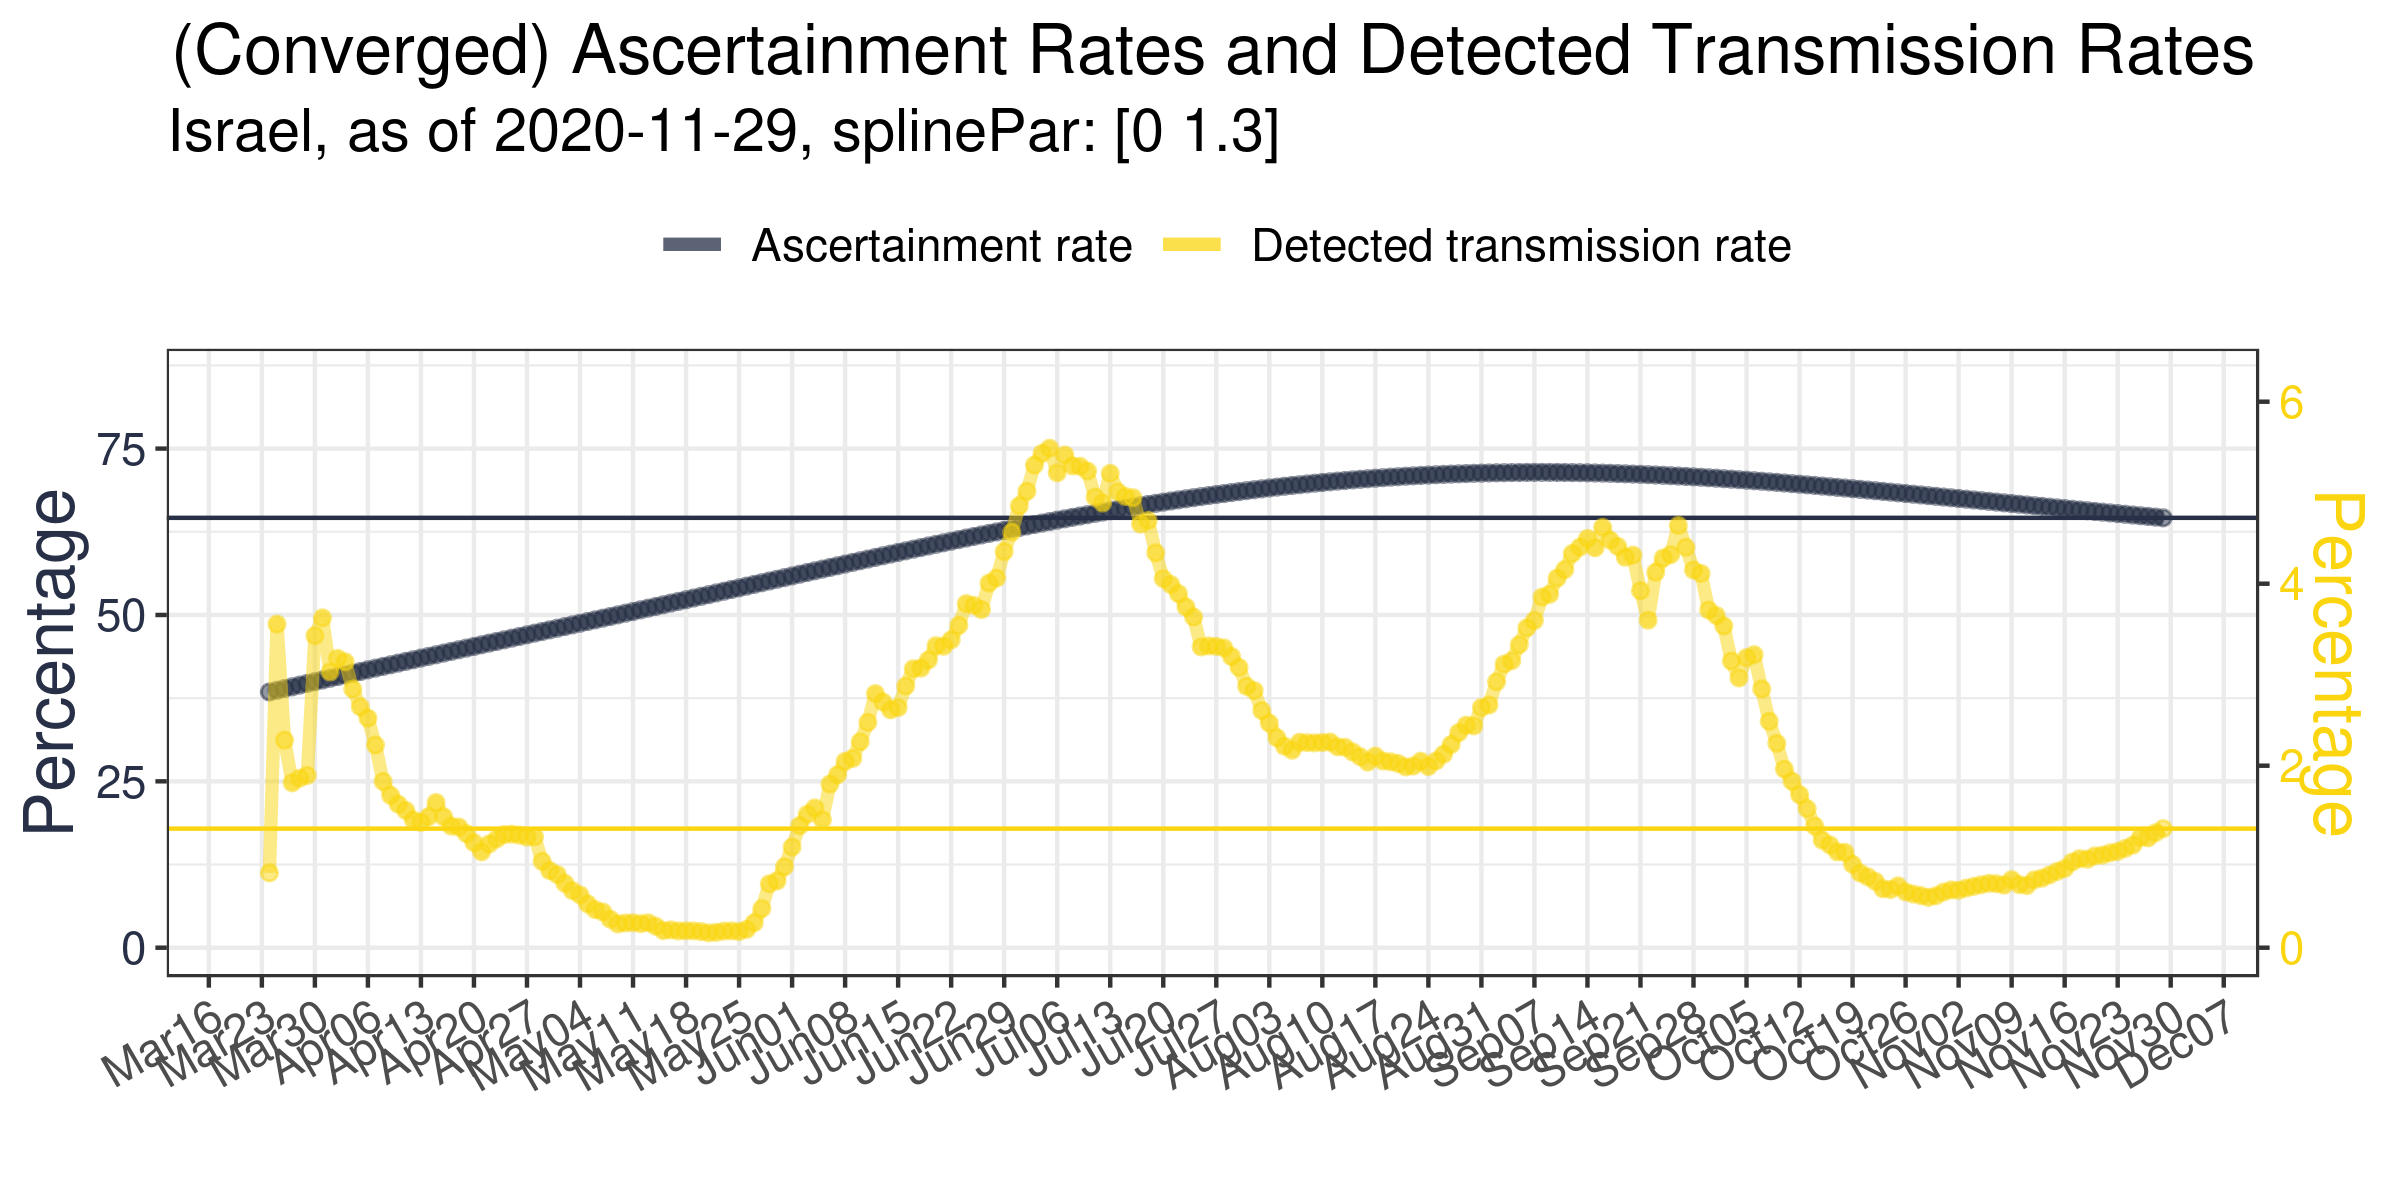 (Converged) Ascertainment Rates and Detected Transmission Rates
Israel, as of 2020-11-29, splinePar: [0 1.3]
Ascertainment rate Detected transmission rate
Percentage
75
50
25
0
6
4
2
0
Percentage
Mar16 Mar23 Mar30 Apr06 Apr13 Apr20 Apr27 May04 May11 May18 May25 Jun01 Jun08 Jun15 Jun22 Jun29 Jul06 Jul13 Jul20 Jul27 Aug03 Aug10 Aug17 Aug24 Aug31 Sep07 Sep14 Sep21 Sep28 Oct05 Oct12 Oct19 Oct26 Nov02 Nov09 Nov16 Nov23 Nov30 Dec07